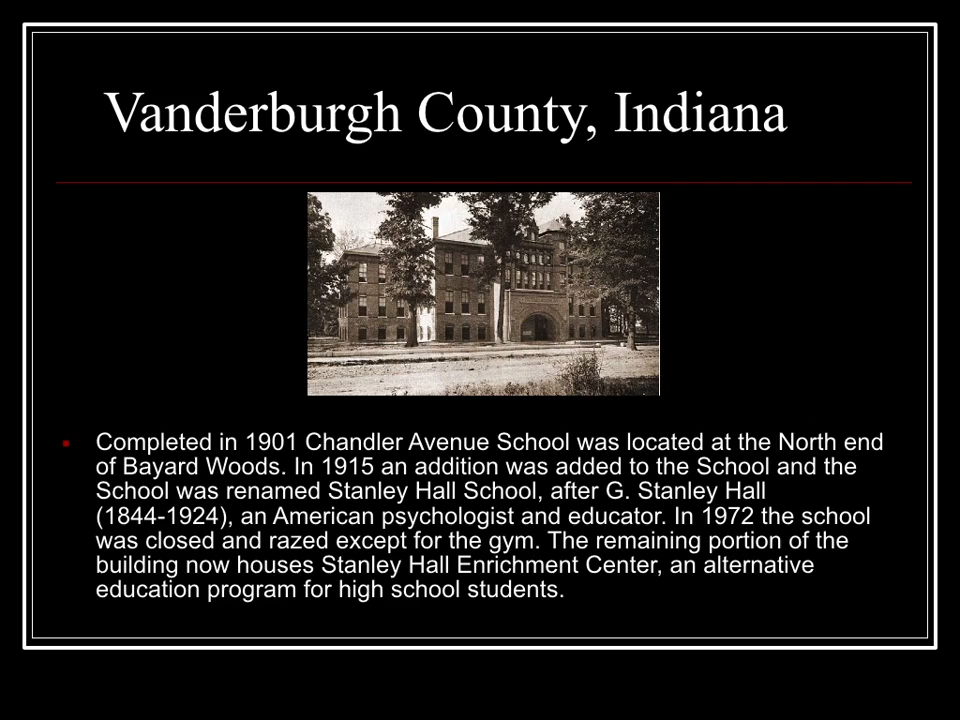 Vanderburgh County, Indiana
Completed in 1901 Chandler Avenue School was located at the North end
of Bayard Woods. In 1915 an addition was added to the School and the
School was renamed Stanley Hall School, after G. Stanley Hall
(1844-1924), an American psychologist and educator. In 1972 the school
was closed and razed except for the gym. The remaining portion of the
building now houses Stanley Hall Enrichment Center, an alternative
education program for high school students.